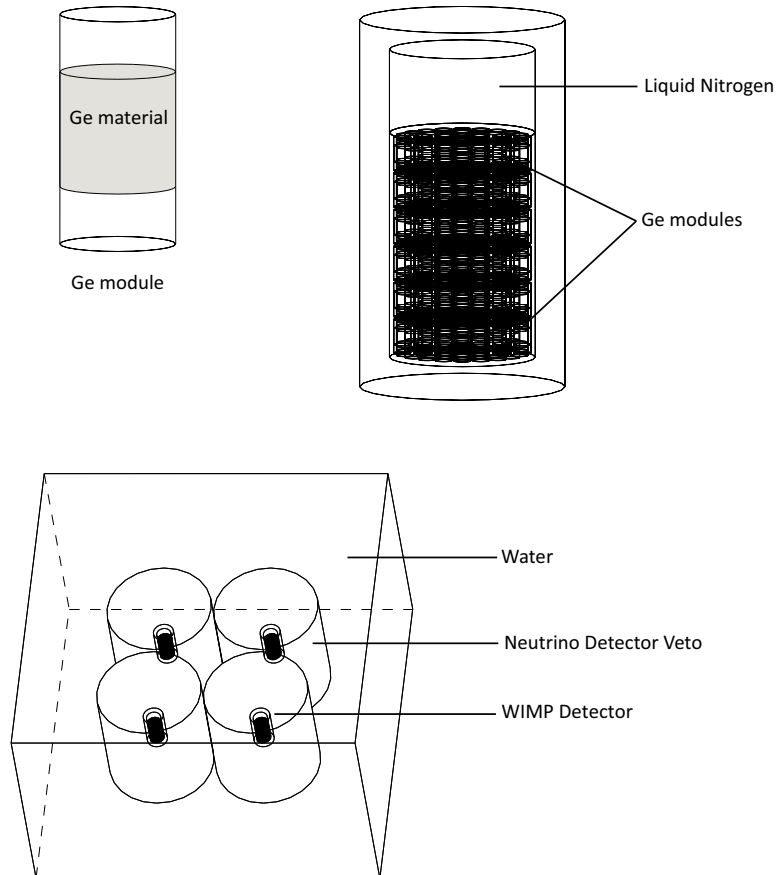 Ge material
Ge module
Liquid Nitrogen
Ge modules
Water
Neutrino Detector Veto
WIMP Detector